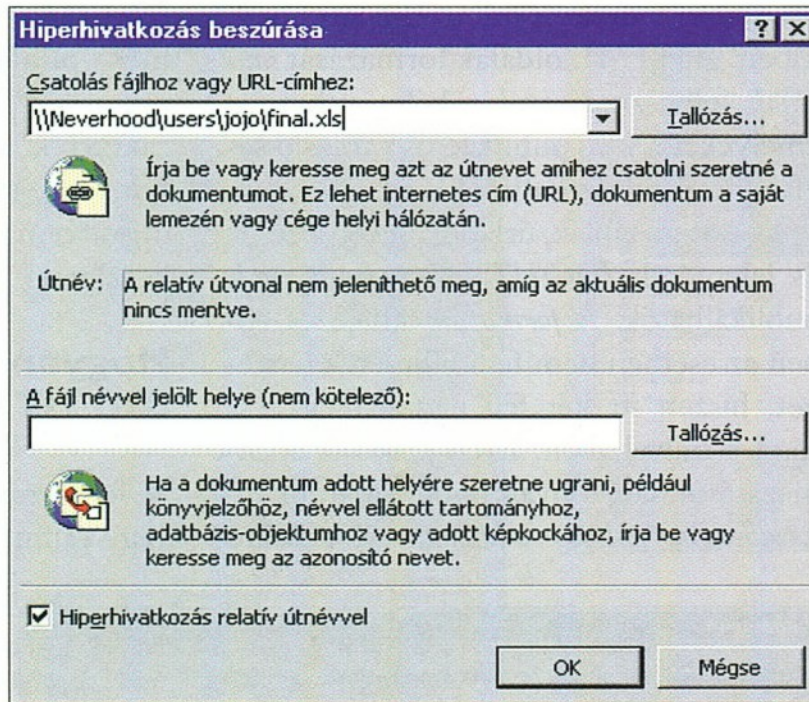 Hiperhivatkozás beszúrása
Csatolás fájlhoz vagy URL-címhez:
\\Neverhood\users\jojo\final.xls
Tallózás...
Írja be vagy keresse meg azt az útnevet amihez csatolni szeretné a
dokumentumot. Ez lehet internetes cím (URL), dokumentum a saját
lemezén vagy cége helyi hálózatán.
Útnév:
A relatív útvonal nem jeleníthető meg, amíg az aktuális dokumentum
nincs mentve.
A fájl névvel jelölt helye (nem kötelező):
Tallózás...
Ha a dokumentum adott helyére szeretne ugrani, például
könyvjelzőhöz, névvel ellátott tartományhoz,
adatbázis-objektumhoz vagy adott képkockához, írja be vagy
keresse meg az azonosító nevet.
Hiperhivatkozás relatív útnévvel
OK
Mégse